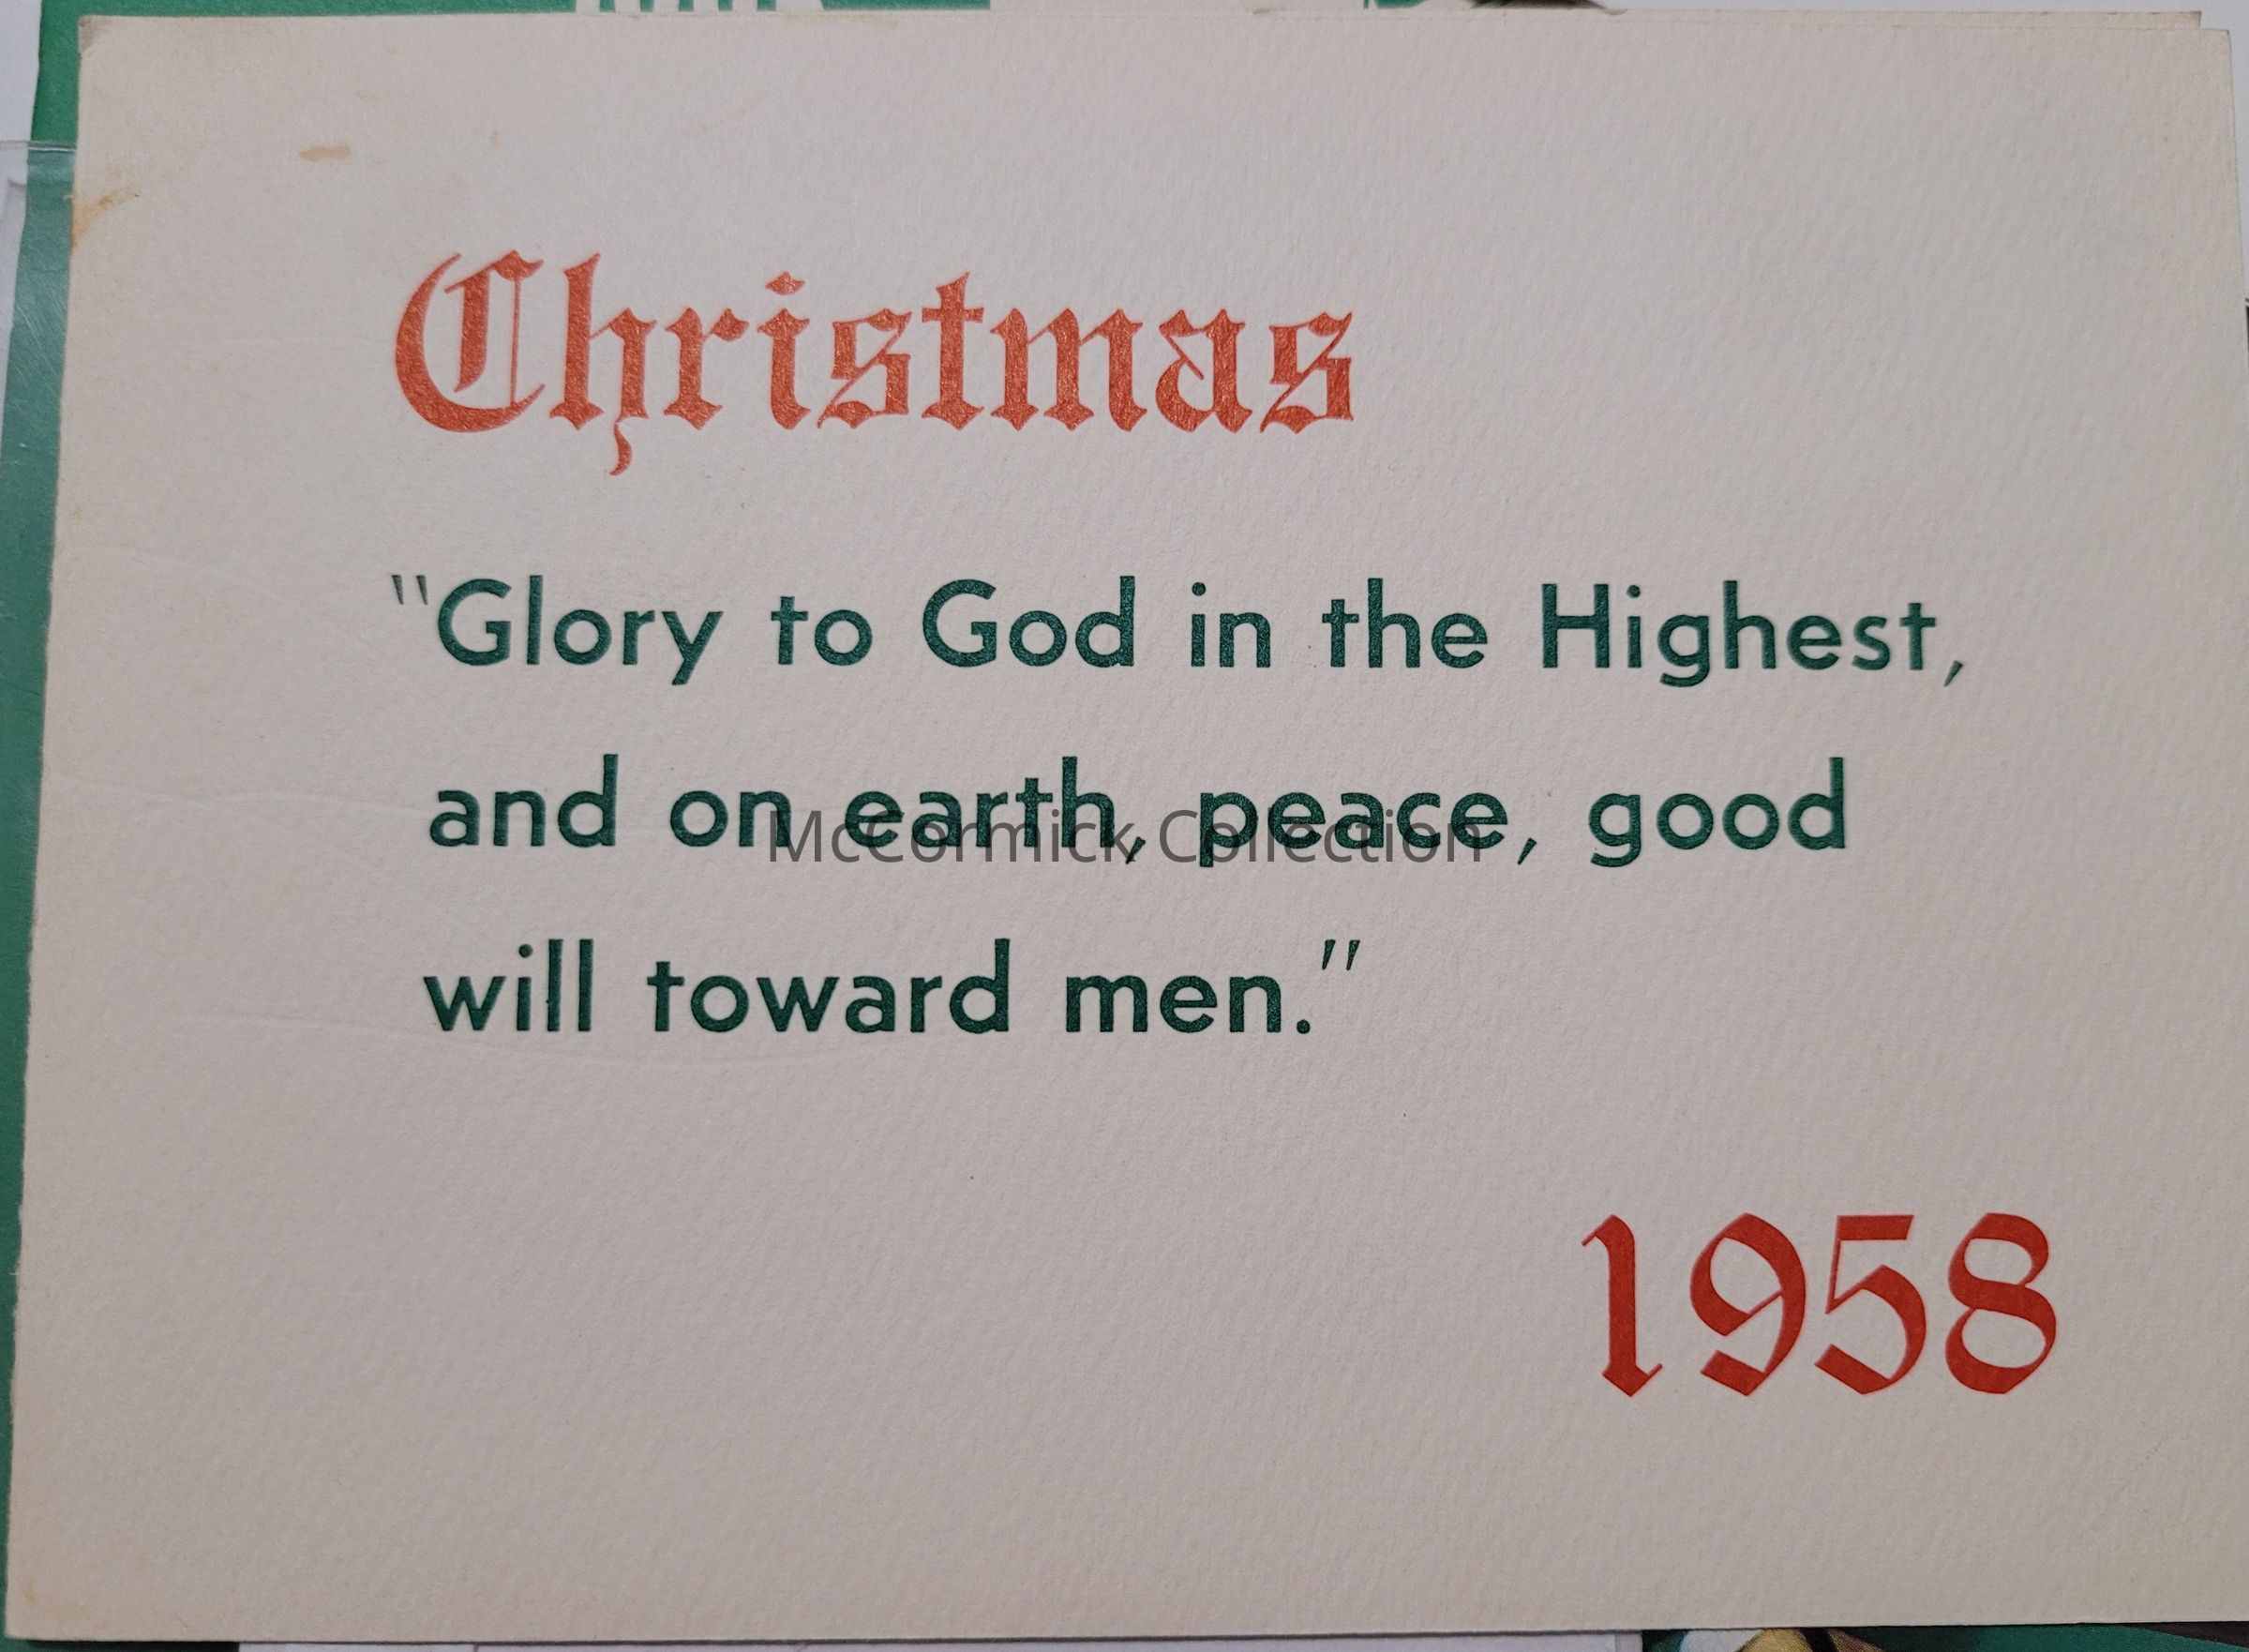 Christmas
"Glory to God in the Highest,
and on earth, peace, good
McCormick Collection
will toward men."
1958